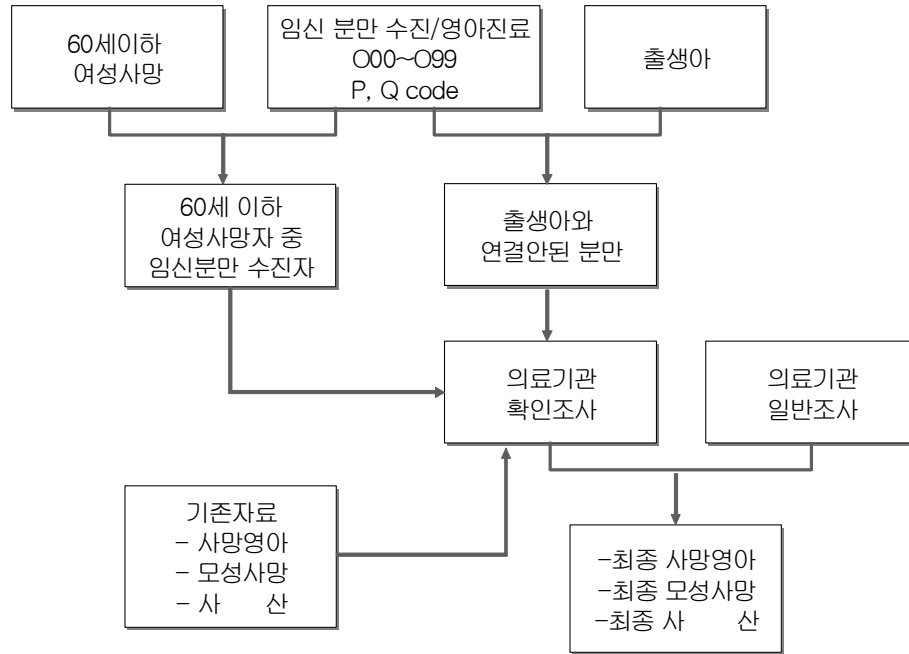 60세이하
여성사망
임신 분만 수진/영아진료
O00~O99
P, Q code
출생아
60세 이하
여성사망자 중
임신분만 수진자
출생아와
연결안된 분만
의료기관
확인조사
의료기관
일반조사
기존자료
- 사망영아
- 모성사망
- 사 산
-최종 사망영아
-최종 모성사망
-최종 사 산